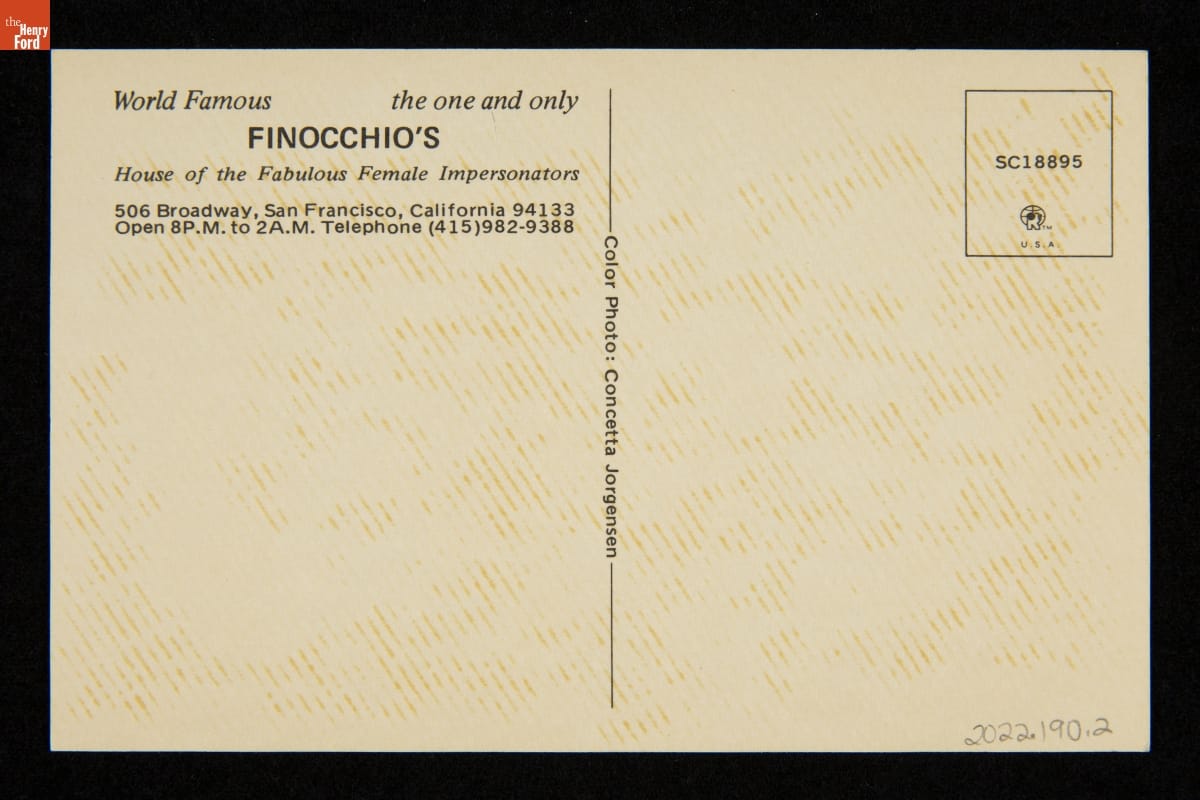 the
Henry
Ford
World Famous the one and only
FINOCCHIO'S
House of the Fabulous Female Impersonators
506 Broadway, San Francisco, California 94133
Open 8P.M. to 2A.M. Telephone (415)982-9388
Color Photo: Concetta Jorgensen
SC18895
TM
U.S.A.
2022.190.2